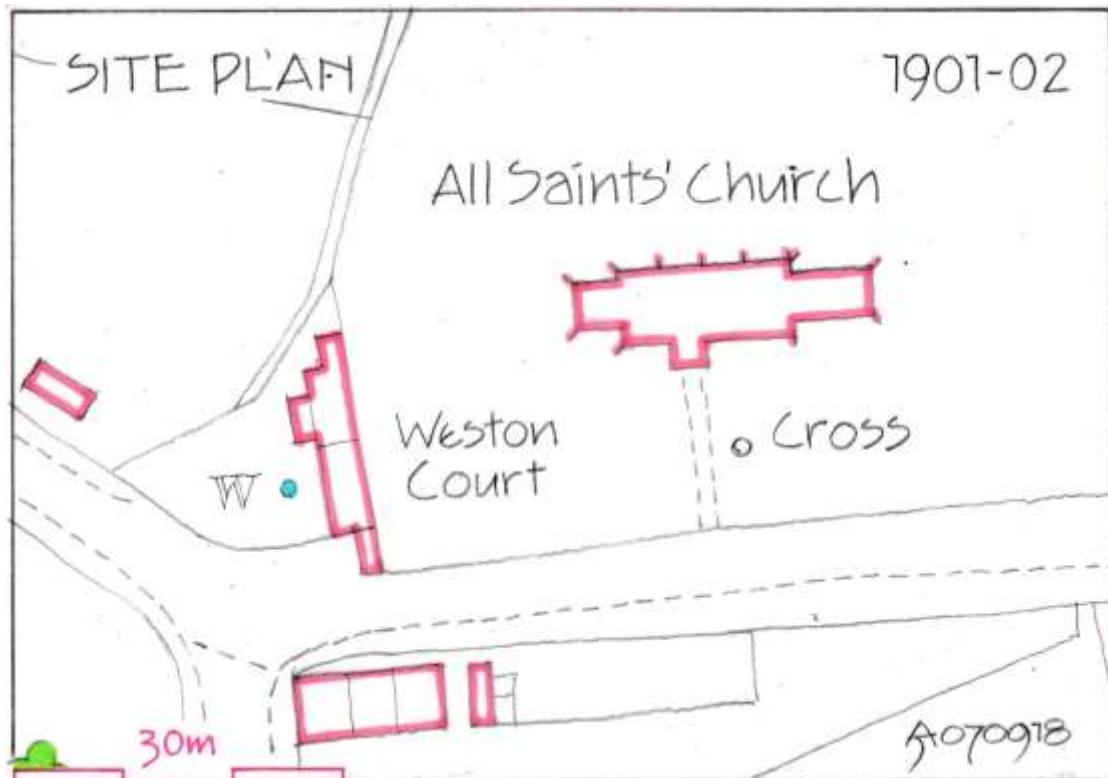 SITE PLAN
1901-02
All Saints' Church
Weston
Court
Cross
W
30m
A070918